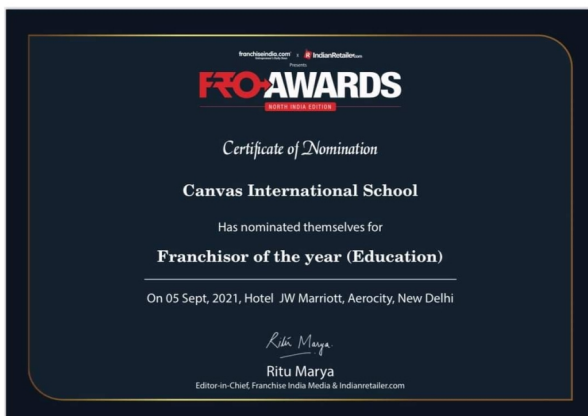 franchiseindia.com x IndianRetailer.com
Presents
FRO AWARDS
NORTH INDIA EDITION
Certificate of Nomination
Canvas International School
Has nominated themselves for
Franchisor of the year (Education)
On 05 Sept, 2021, Hotel JW Marriott, Aerocity, New Delhi
Ritu Marya
Ritu Marya
Editor-in-Chief, Franchise India Media & Indianretailer.com